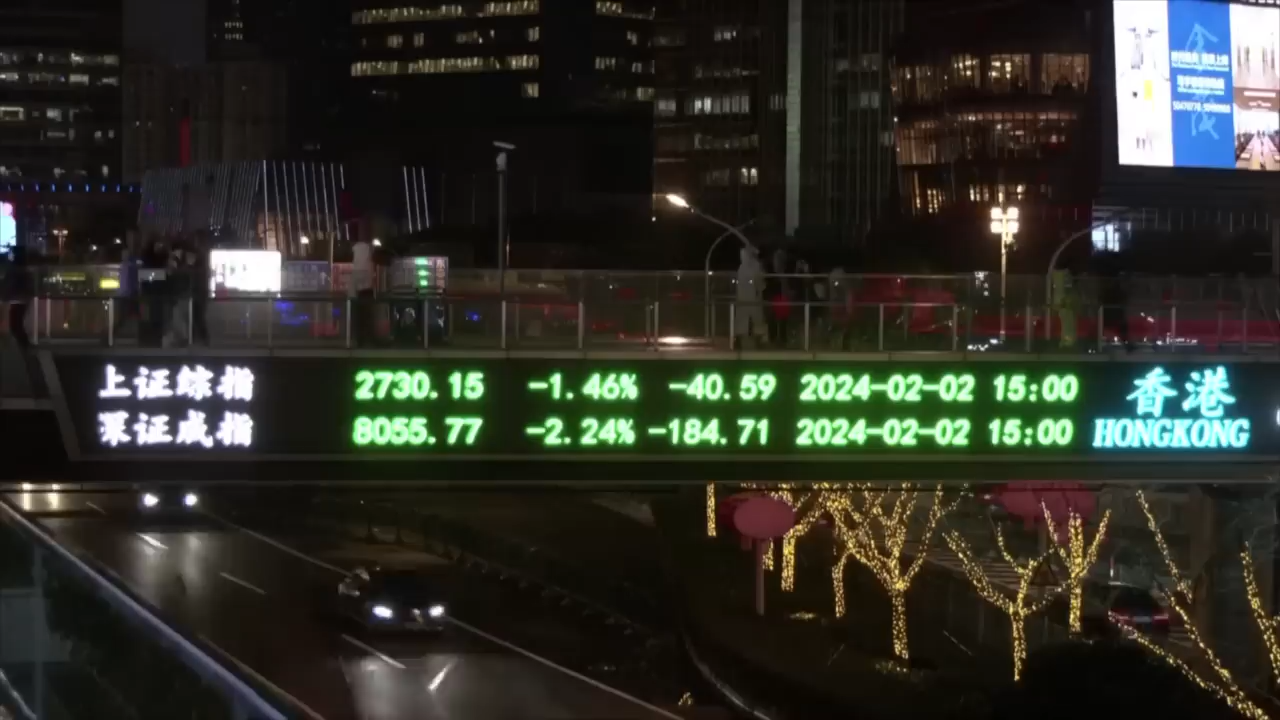 上证综指 2730.15 -1.46% -40.59 2024-02-02 15:00 香港
深证成指 8055.77 -2.24% -184.71 2024-02-02 15:00 HONGKONG